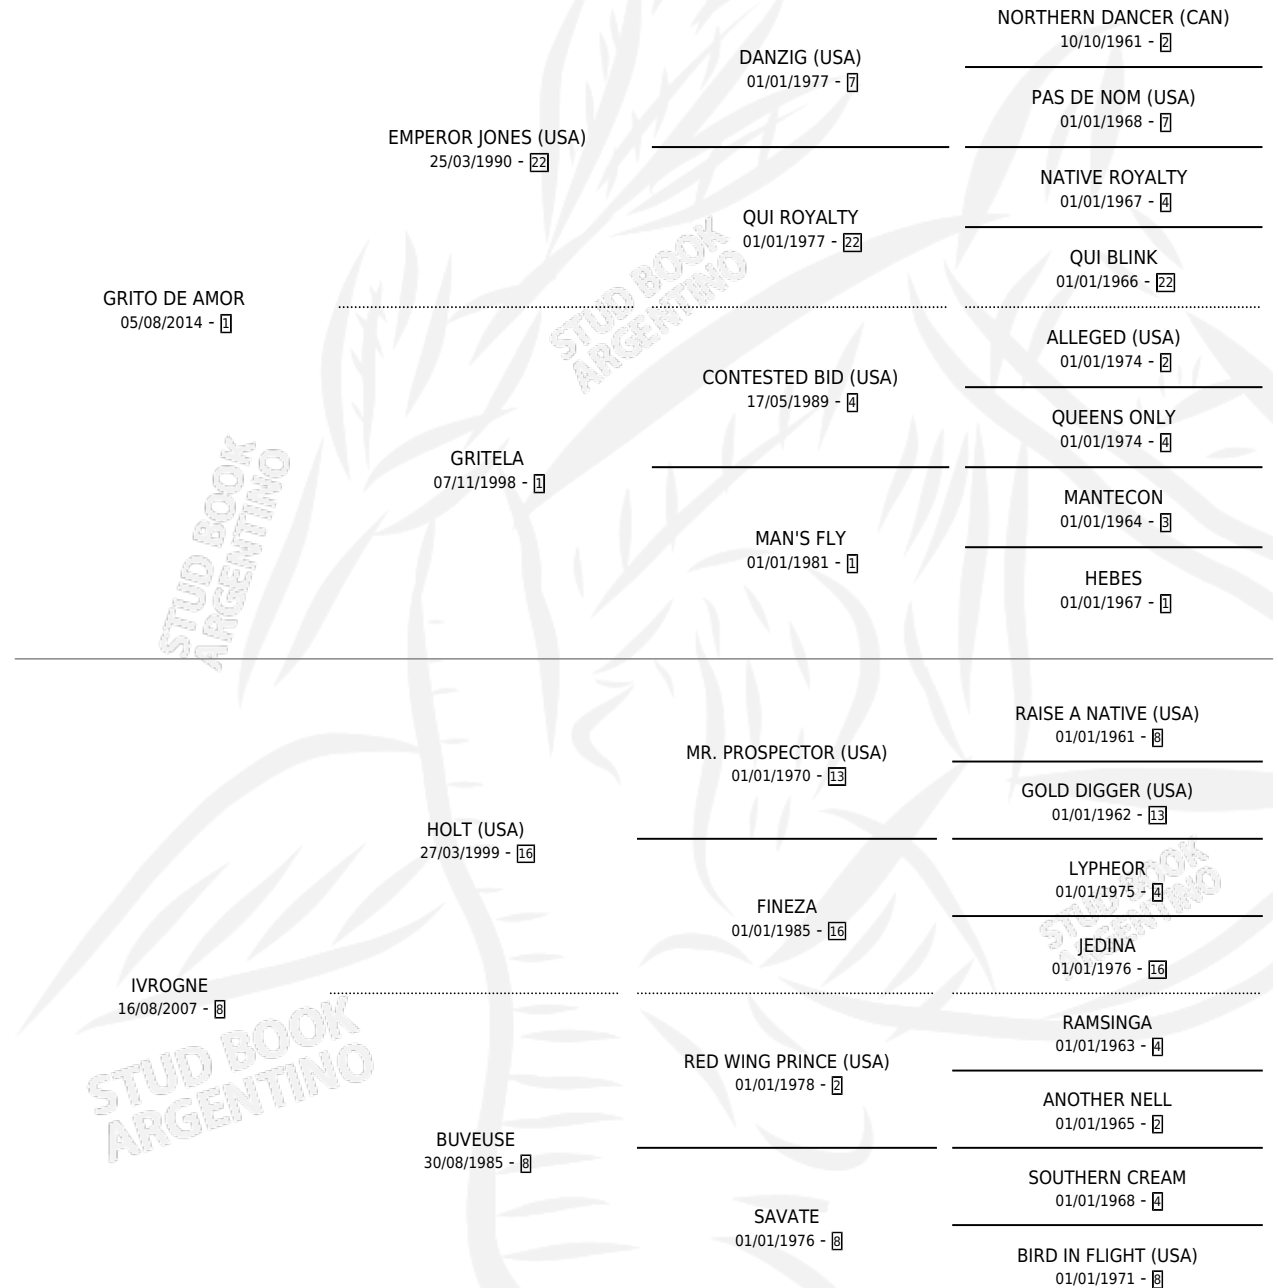 NORTHERN DANCER (CAN)
10/10/1961 - 2
DANZIG (USA)
01/01/1977 - 7
PAS DE NOM (USA)
01/01/1968 - 7
EMPEROR JONES (USA)
25/03/1990 - 22
NATIVE ROYALTY
01/01/1967 - 4
QUI ROYALTY
01/01/1977 - 22
QUI BLINK
01/01/1966 - 22
GRITO DE AMOR
05/08/2014 - 1
STUD BOOK
ARGENTINO
ALLEGED (USA)
01/01/1974 - 2
CONTESTED BID (USA)
17/05/1989 - 4
QUEENS ONLY
01/01/1974 - 4
GRITELA
07/11/1998 - 1
MANTECON
01/01/1964 - 3
MAN'S FLY
01/01/1981 - 1
HEBES
01/01/1967 - 1
STUD BOOK
ARGENTINO
RAISE A NATIVE (USA)
01/01/1961 - 8
MR. PROSPECTOR (USA)
01/01/1970 - 13
GOLD DIGGER (USA)
01/01/1962 - 13
HOLT (USA)
27/03/1999 - 16
LYPHEOR
01/01/1975 - 4
FINEZA
01/01/1985 - 16
JEDINA
01/01/1976 - 16
STUD BOOK
ARGENTINO
IVROGNE
16/08/2007 - 8
RAMSINGA
01/01/1963 - 4
RED WING PRINCE (USA)
01/01/1978 - 2
ANOTHER NELL
01/01/1965 - 2
STUD BOOK
ARGENTINO
BUVEUSE
30/08/1985 - 8
SOUTHERN CREAM
01/01/1968 - 4
SAVATE
01/01/1976 - 8
BIRD IN FLIGHT (USA)
01/01/1971 - 8